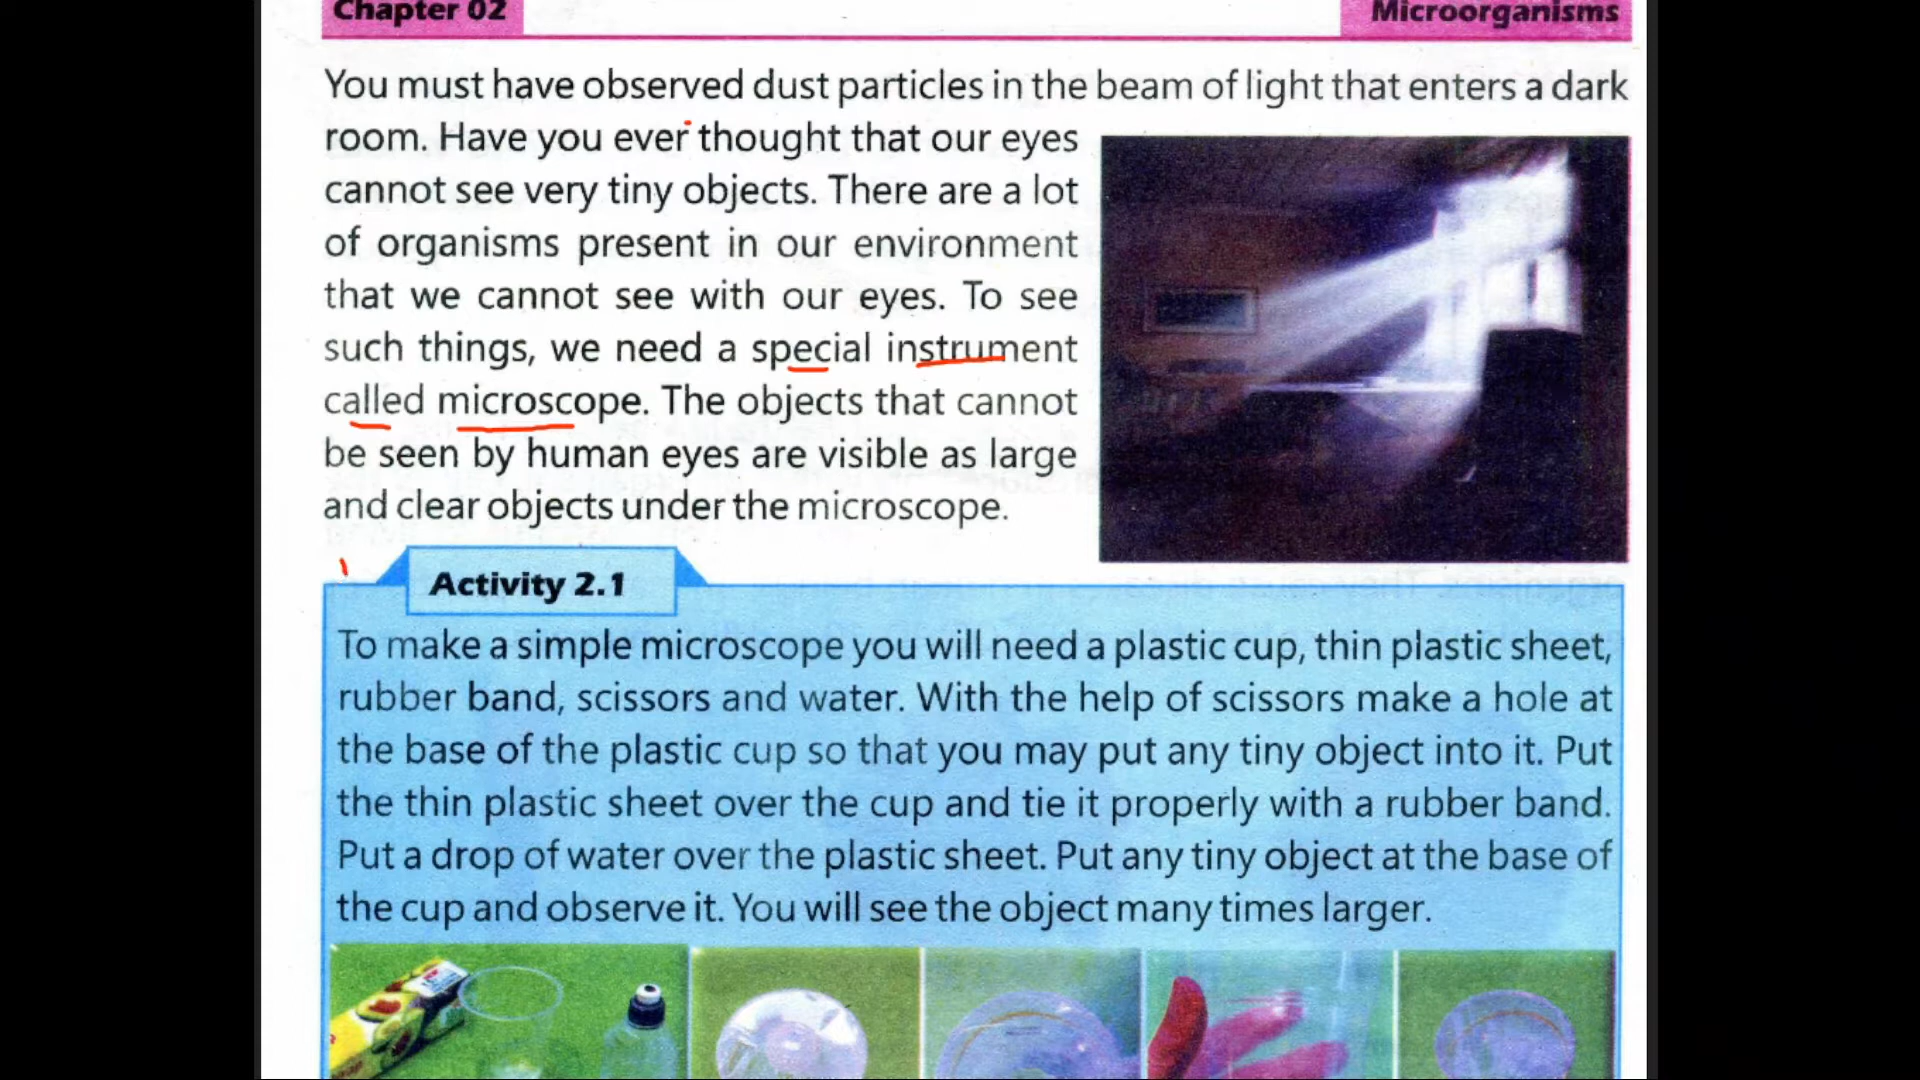 Chapter 02
Microorganisms
You must have observed dust particles in the beam of light that enters a dark
room. Have you ever thought that our eyes
cannot see very tiny objects. There are a lot
of organisms present in our environment
that we cannot see with our eyes. To see
such things, we need a special instrument
called microscope. The objects that cannot
be seen by human eyes are visible as large
and clear objects under the microscope.
Activity 2.1
To make a simple microscope you will need a plastic cup, thin plastic sheet,
rubber band, scissors and water. With the help of scissors make a hole at
the base of the plastic cup so that you may put any tiny object into it. Put
the thin plastic sheet over the cup and tie it properly with a rubber band.
Put a drop of water over the plastic sheet. Put any tiny object at the base of
the cup and observe it. You will see the object many times larger.